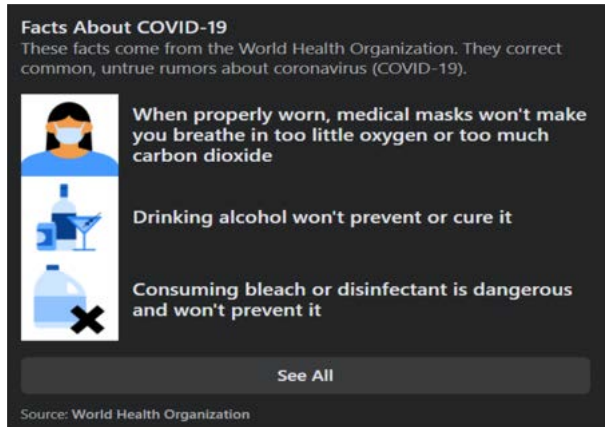 Facts About COVID-19
These facts come from the World Health Organization. They correct
common, untrue rumors about coronavirus (COVID-19).
When properly worn, medical masks won't make
you breathe in too little oxygen or too much
carbon dioxide
Drinking alcohol won't prevent or cure it
Consuming bleach or disinfectant is dangerous
and won't prevent it
See All
Source: World Health Organization